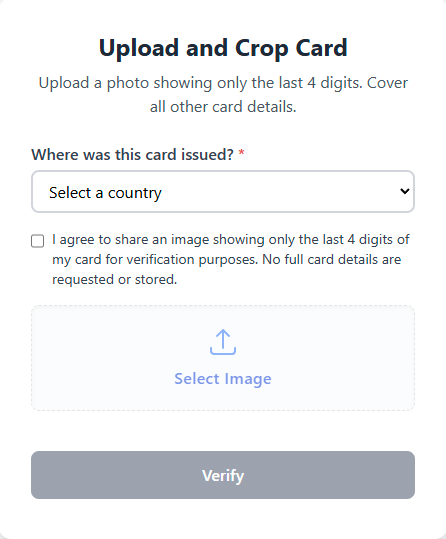 Upload and Crop Card
Upload a photo showing only the last 4 digits. Cover
all other card details.
Where was this card issued? *
Select a country
I agree to share an image showing only the last 4 digits of
my card for verification purposes. No full card details are
requested or stored.
Select Image
Verify